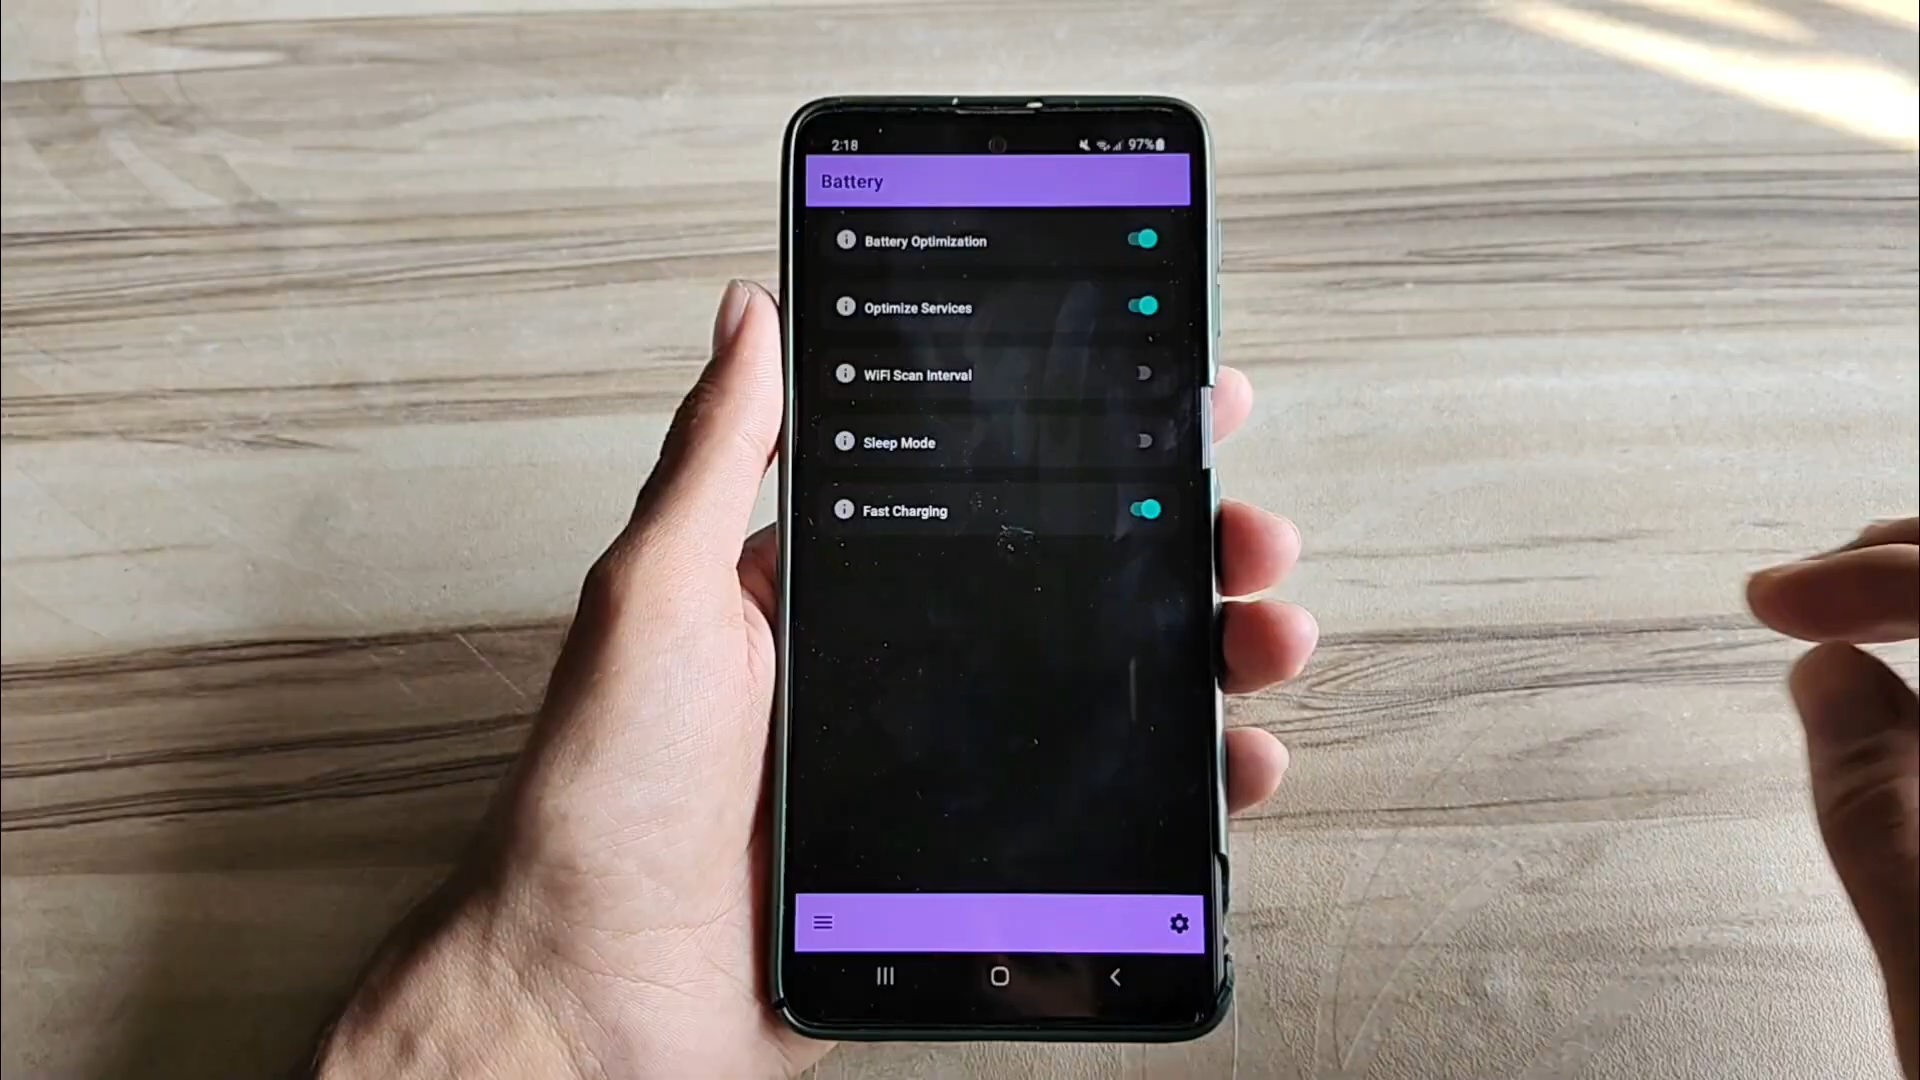 2:18 97%
Battery
Battery Optimization
Optimize Services
WiFi Scan Interval
Sleep Mode
Fast Charging